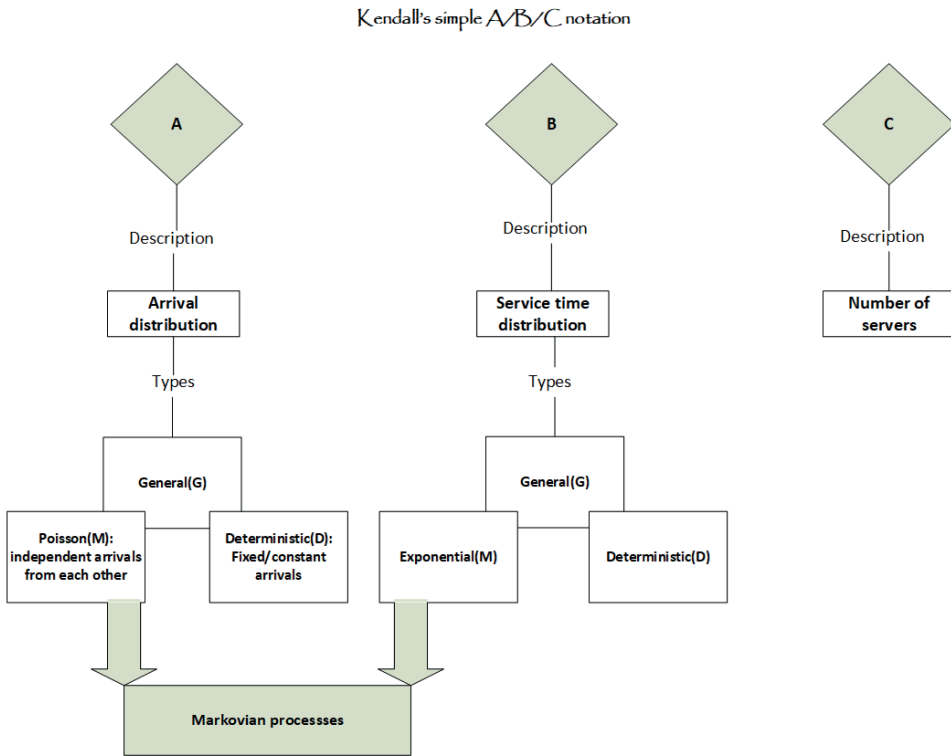 Kendall's simple A/B/C notation
A
B
C
Description
Description
Description
Arrival
distribution
Service time
distribution
Number of
servers
Types
Types
General(G)
General(G)
Poisson(M):
independent arrivals
from each other
Deterministic(D):
Fixed/constant
arrivals
Exponential(M)
Deterministic(D)
Markovian processses